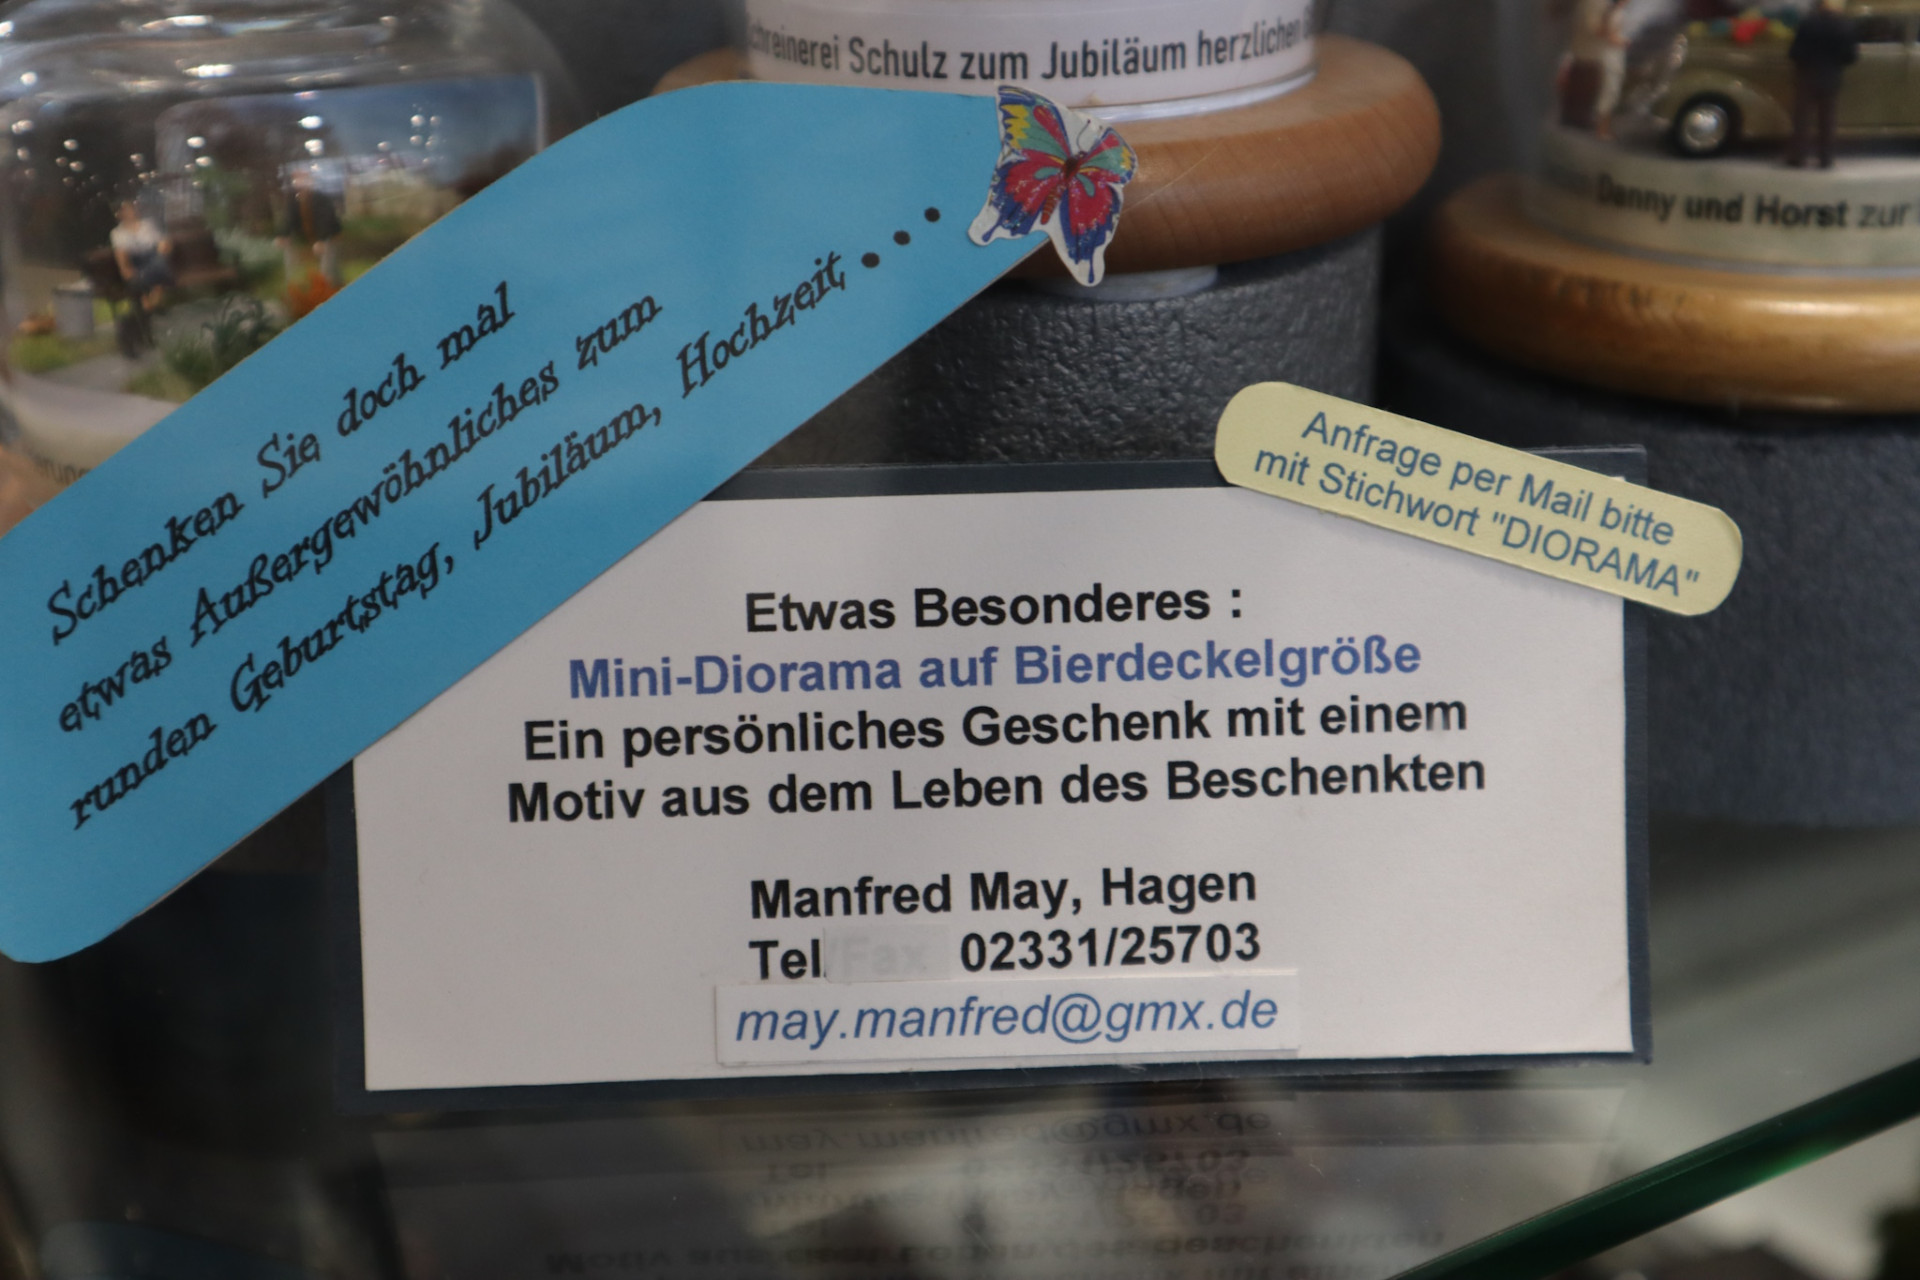 Schulz zum Jubiläum herzlichen
Danny und Horst zur
Schenken Sie doch mal
etwas Außergewöhnliches zum
runden Geburtstag, Jubiläum, Hochzeit . . .
Anfrage per Mail bitte
mit Stichwort "DIORAMA"
Etwas Besonderes :
Mini-Diorama auf Bierdeckelgröße
Ein persönliches Geschenk mit einem
Motiv aus dem Leben des Beschenkten
Manfred May, Hagen
Tel/Fax 02331/25703
may.manfred@gmx.de